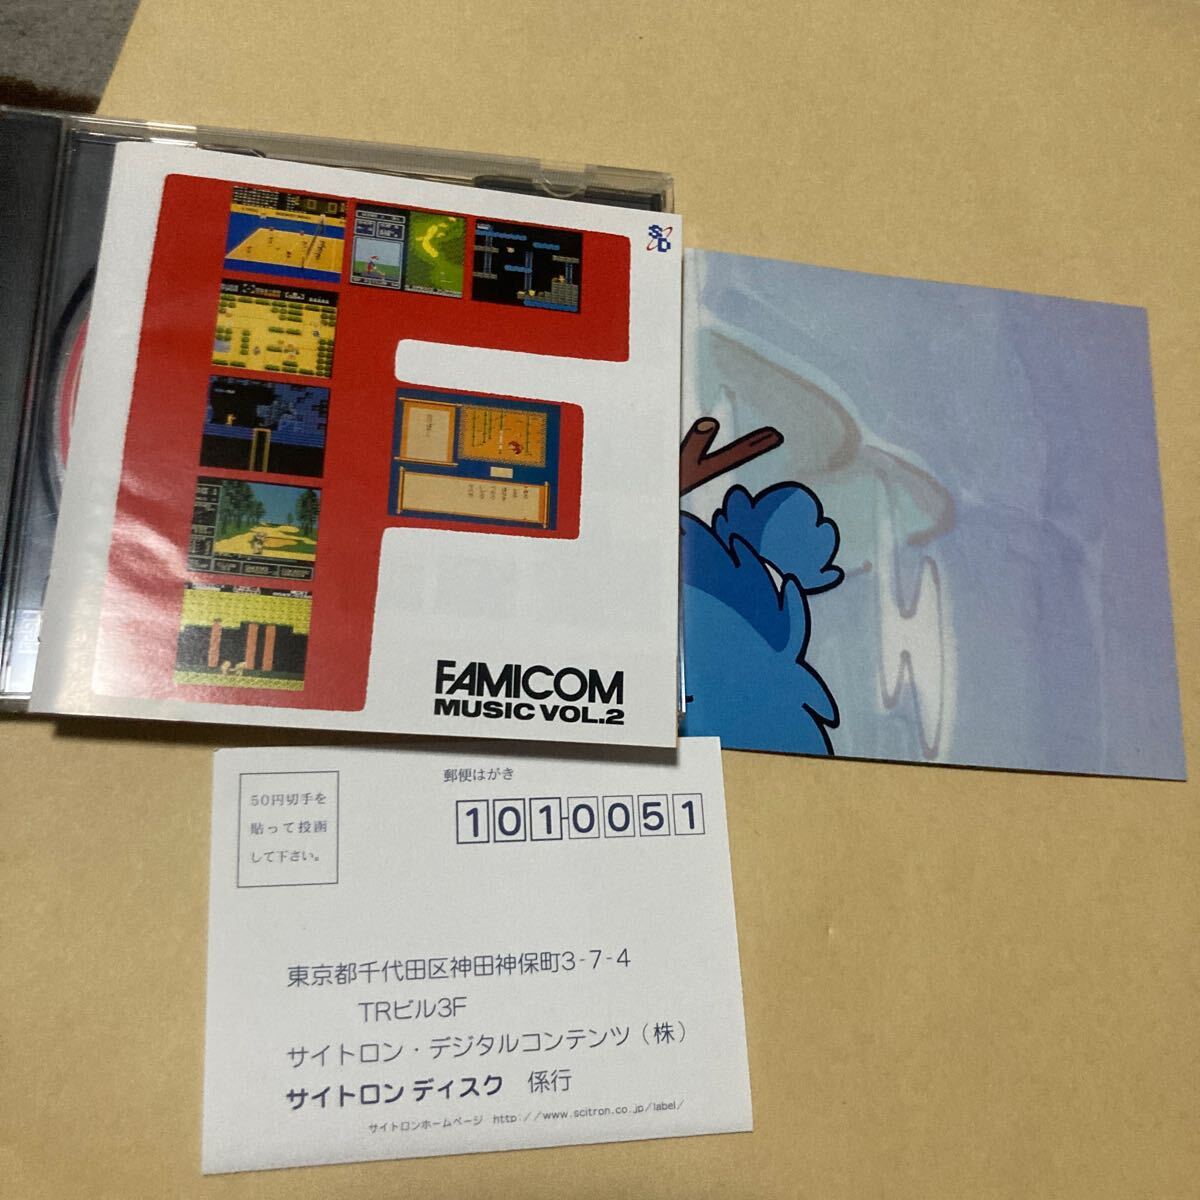 SD
FAMICOM
MUSIC VOL.2
50円切手を
貼って投函
して下さい。
郵便はがき
101-0051
東京都千代田区神田神保町3-7-4
TRビル3F
サイトロン・デジタルコンテンツ(株)
サイトロン ディスク 係行
サイトロンホームページ http://www.scitron.co.jp/label/